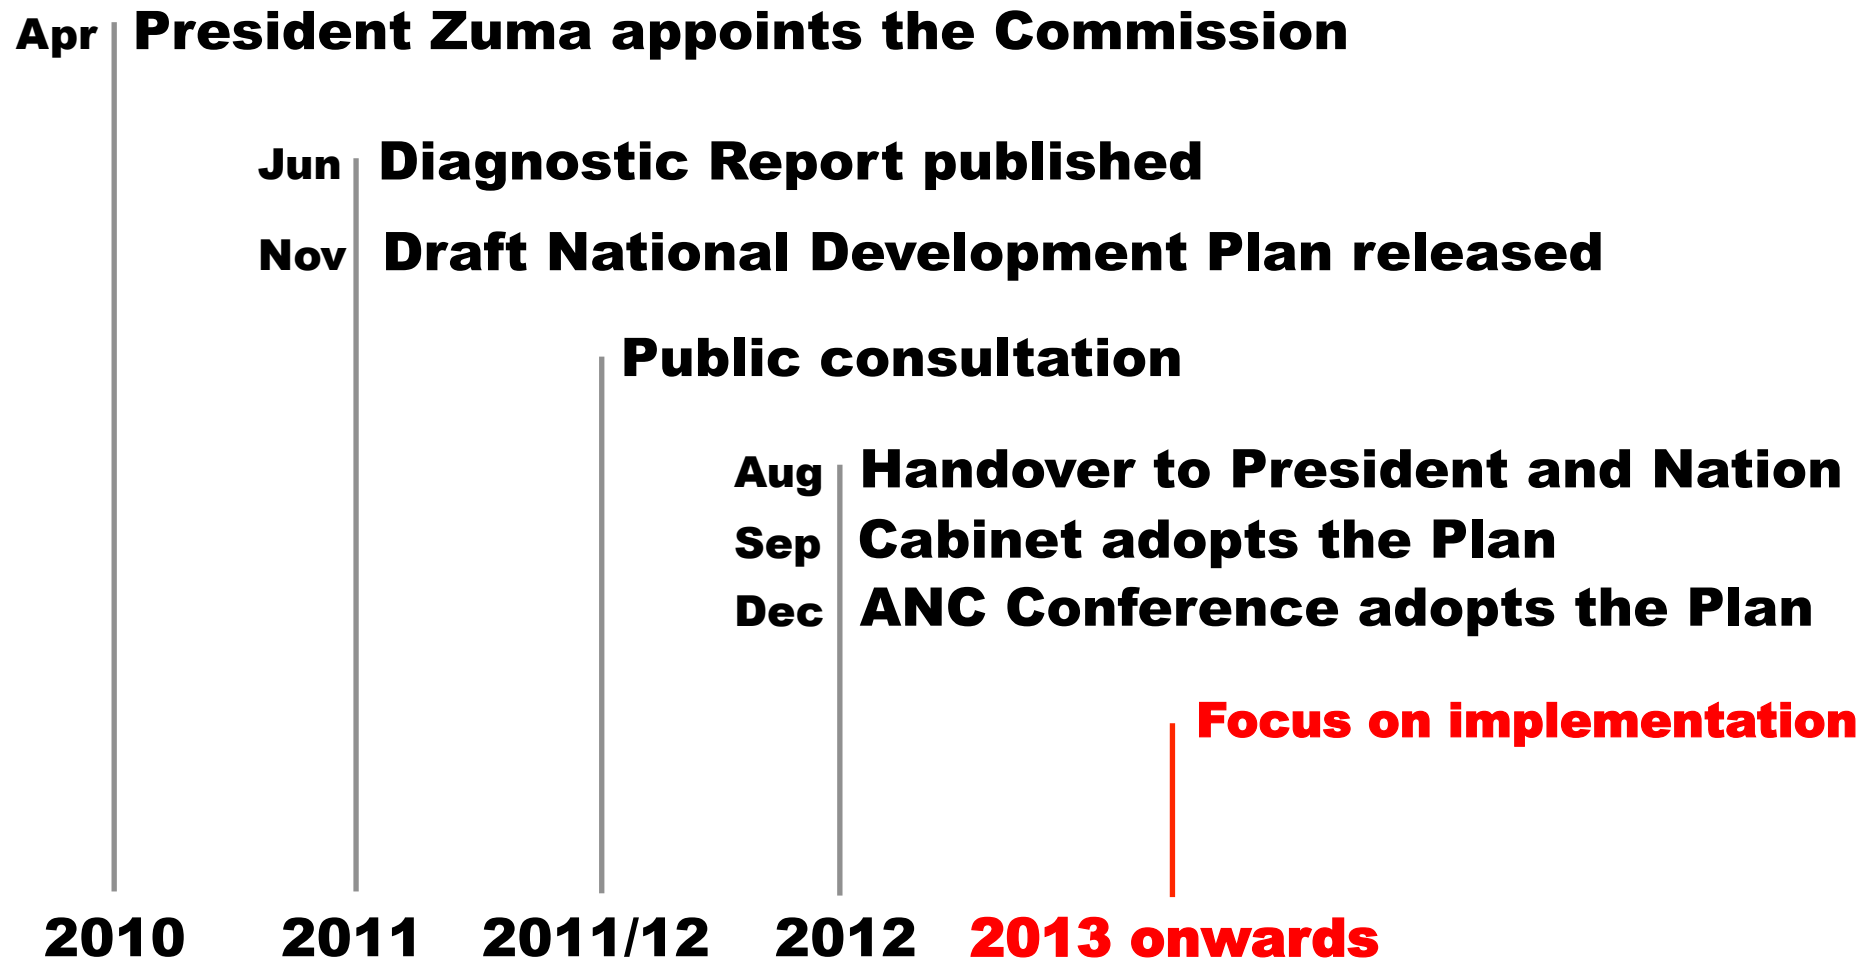 Apr President Zuma appoints the Commission
Jun Diagnostic Report published
Nov Draft National Development Plan released
Public consultation
Aug Handover to President and Nation
Sep Cabinet adopts the Plan
Dec ANC Conference adopts the Plan
Focus on implementation
2010 2011 2011/12 2012 2013 onwards